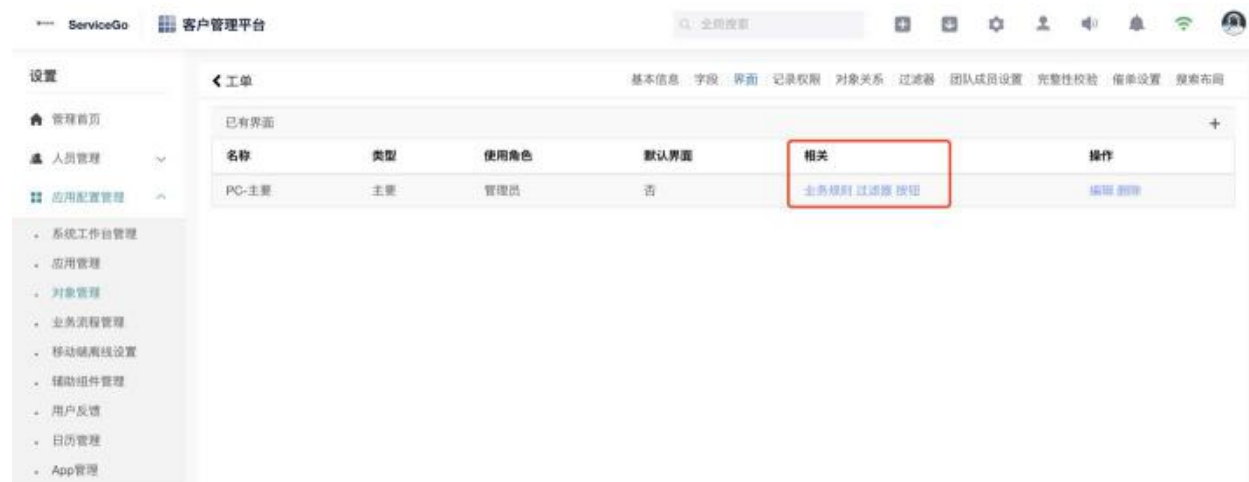 ServiceGo 客户管理平台 全局搜索
设置
工单 基本信息 字段 界面 记录权限 对象关系 过滤器 团队成员设置 完整性校验 催单设置 搜索布局
管理首页
已有界面 +
人员管理
名称 类型 使用角色 默认界面 相关 操作
应用配置管理
PC-主要 主要 管理员 否 业务规则 过滤器 按钮 编辑 删除
系统工作台管理
应用管理
对象管理
业务流程管理
移动端离线设置
辅助组件管理
用户反馈
日历管理
App管理